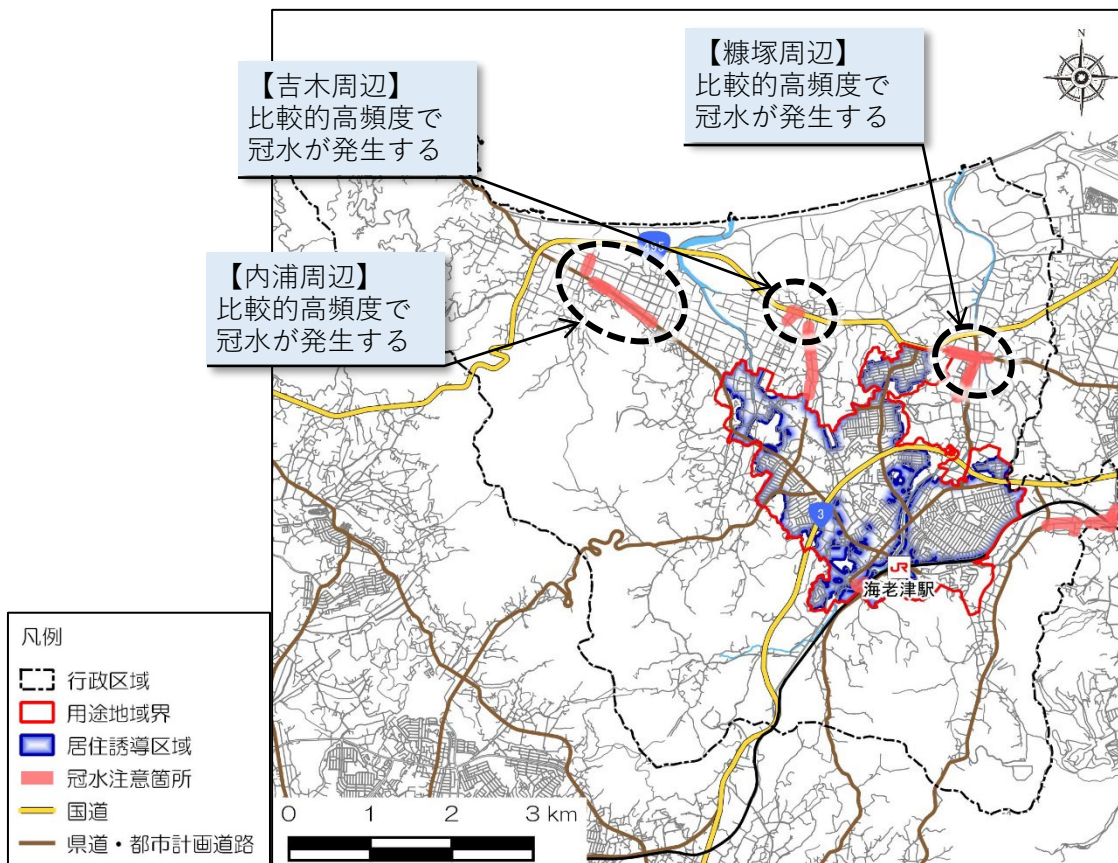 【糠塚周辺】
比較的高頻度で
冠水が発生する
N
【吉木周辺】
比較的高頻度で
冠水が発生する
495
【内浦周辺】
比較的高頻度で
冠水が発生する
3
JR
海老津駅
凡例
行政区域
用途地域界
居住誘導区域
冠水注意箇所
国道
県道・都市計画道路
0 1 2 3 km